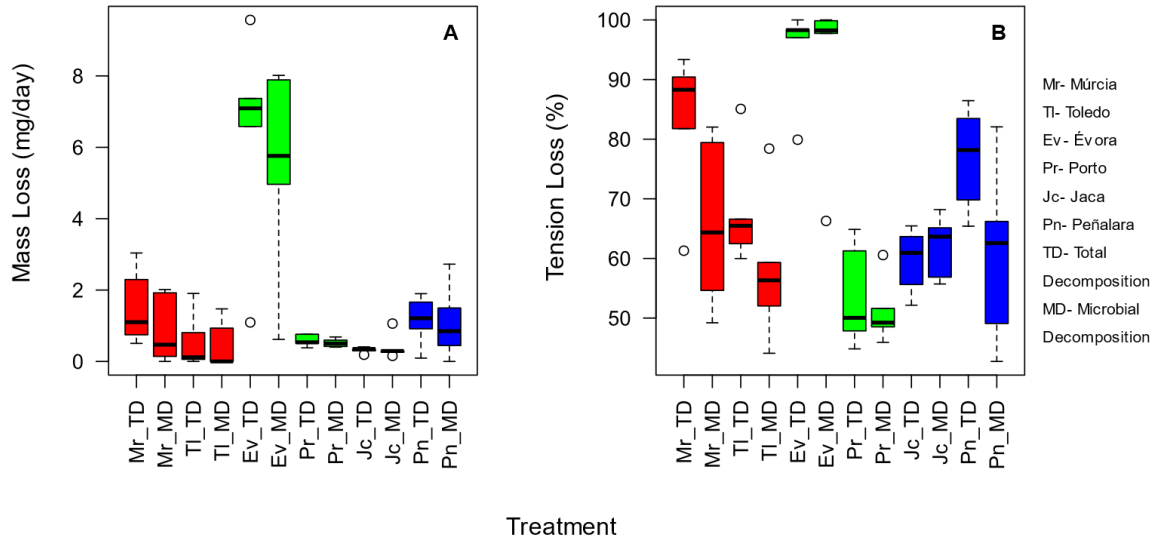 A
Mass Loss (mg/day)
8
6
4
2
0
Mr_TD
Mr_MD
Tl_TD
Tl_MD
Ev_TD
Ev_MD
Pr_TD
Pr_MD
Jc_TD
Jc_MD
Pn_TD
Pn_MD
B
Tension Loss (%)
100
90
80
70
60
50
Mr_TD
Mr_MD
Tl_TD
Tl_MD
Ev_TD
Ev_MD
Pr_TD
Pr_MD
Jc_TD
Jc_MD
Pn_TD
Pn_MD
Mr- Múrcia
Tl- Toledo
Ev- Évora
Pr- Porto
Jc- Jaca
Pn- Peñalara
TD- Total
Decomposition
MD- Microbial
Decomposition
Treatment